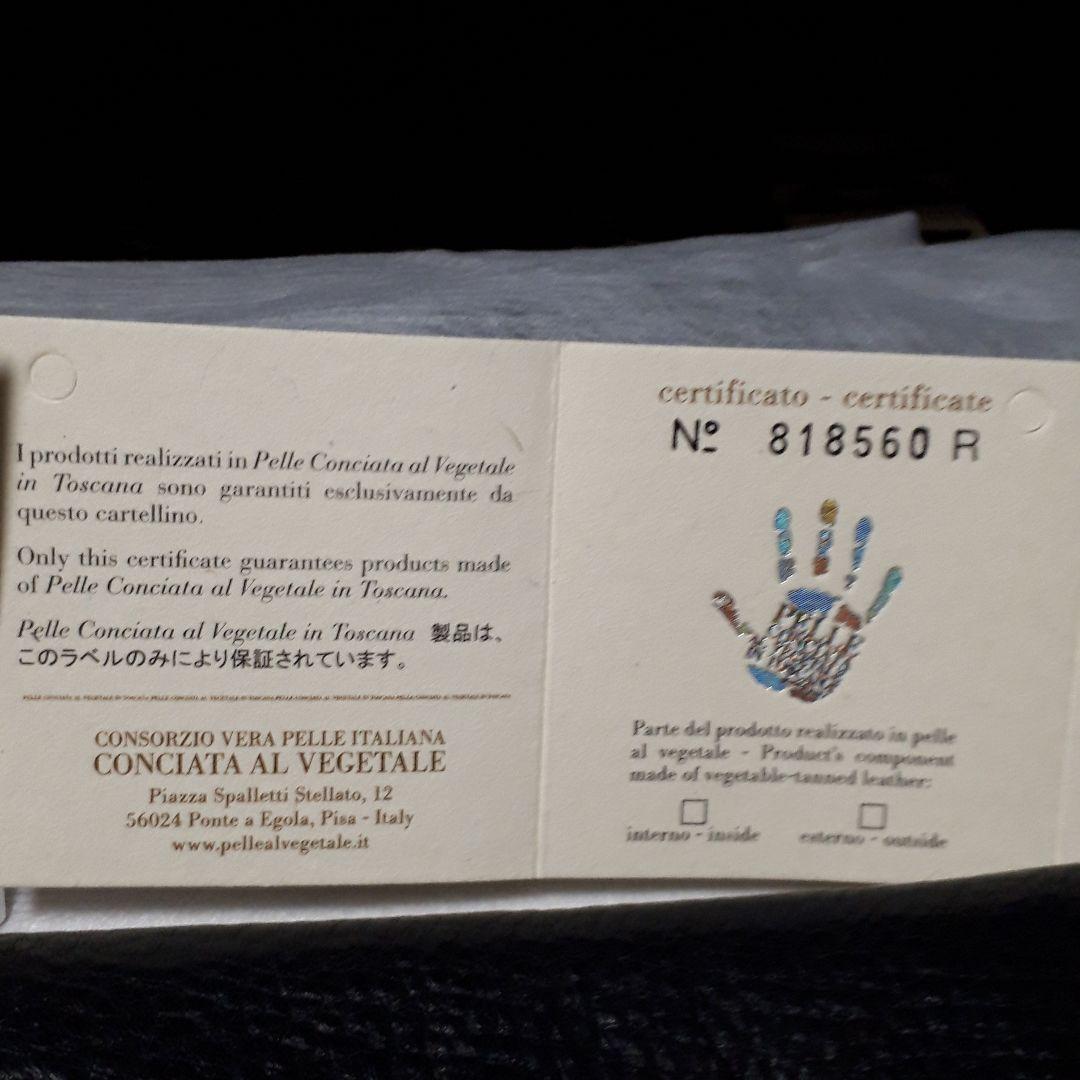 I prodotti realizzati in Pelle Conciata al Vegetale
in Toscana sono garantiti esclusivamente da
questo cartellino.
Only this certificate guarantees products made
of Pelle Conciata al Vegetale in Toscana.
Pelle Conciata al Vegetale in Toscana 製品は、
このラベルのみにより保証されています。
CONSORZIO VERA PELLE ITALIANA
CONCIATA AL VEGETALE
Piazza Spalletti Stellato, 12
56024 Ponte a Egola, Pisa - Italy
www.pellealvegetale.it
certificato - certificate
Nº 818560 R
PELLE
Parte del prodotto realizzato in pelle
al vegetale - Product's component
made of vegetable-tanned leather:
interno - inside
esterno - outside